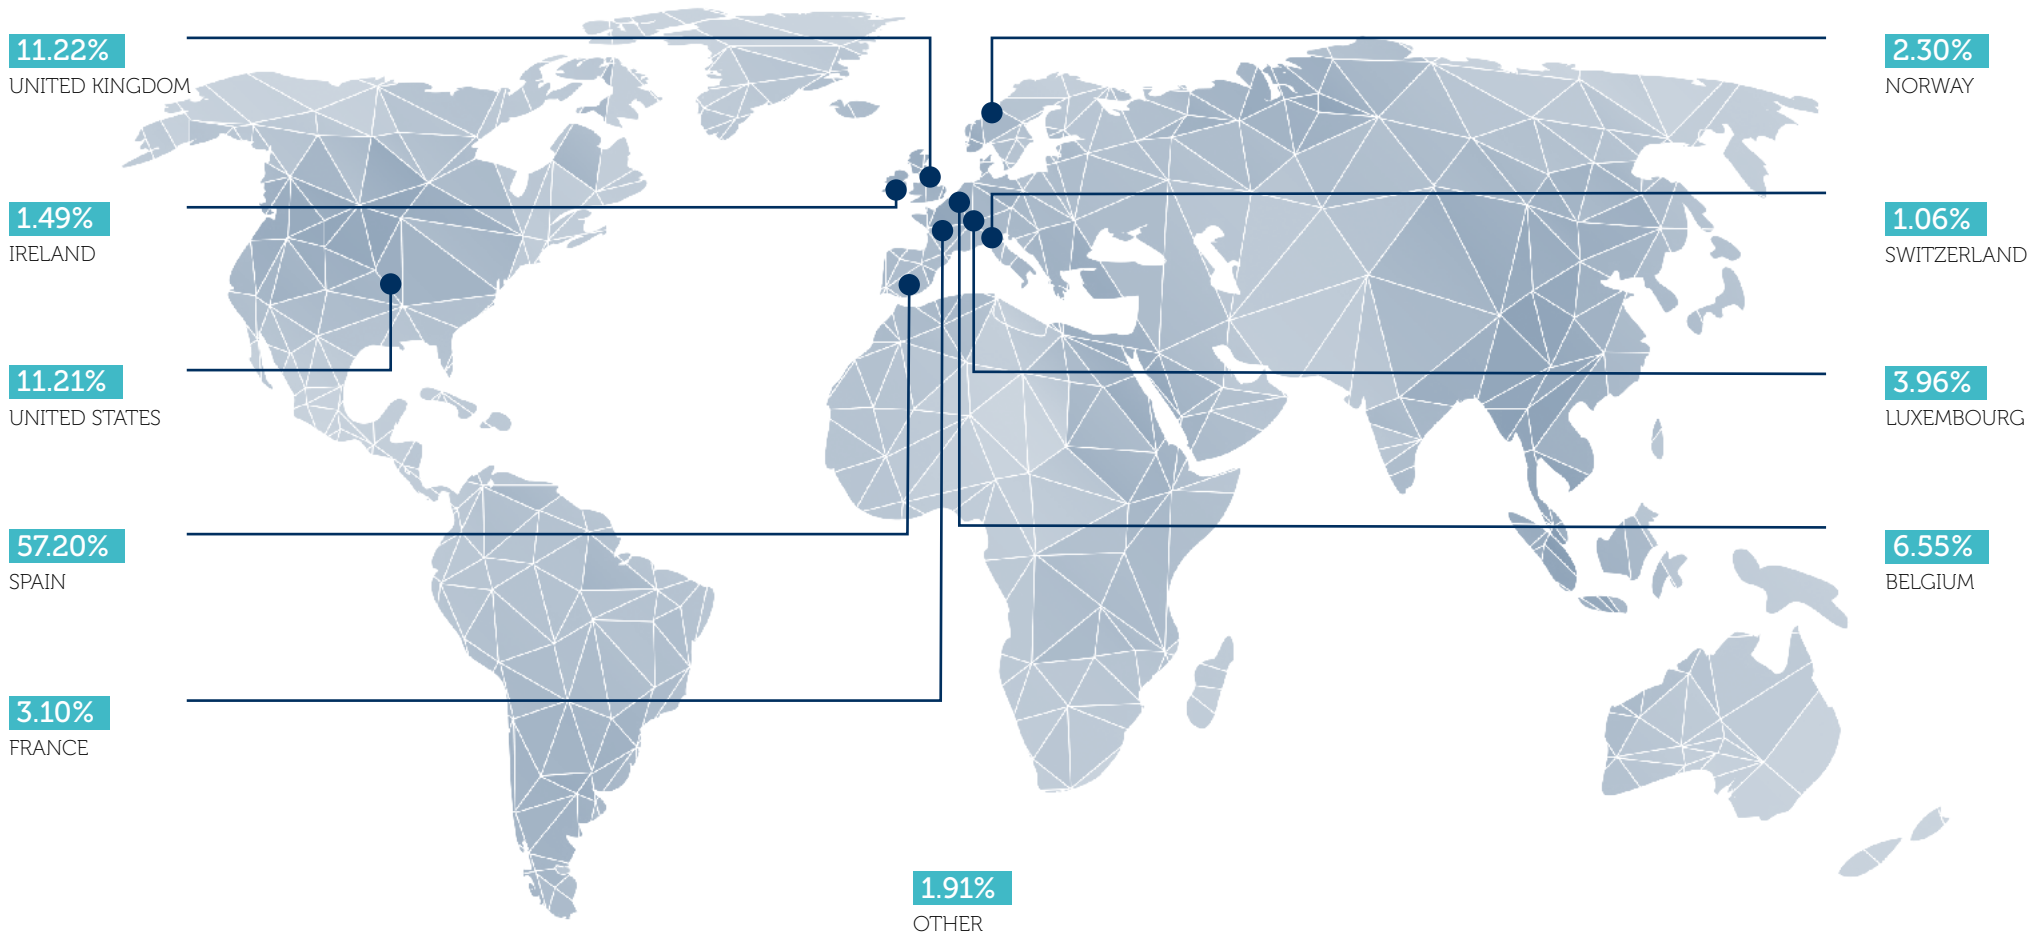 11.22%
UNITED KINGDOM
1.49%
IRELAND
11.21%
UNITED STATES
57.20%
SPAIN
3.10%
FRANCE
2.30%
NORWAY
1.06%
SWITZERLAND
3.96%
LUXEMBOURG
6.55%
BELGIUM
1.91%
OTHER